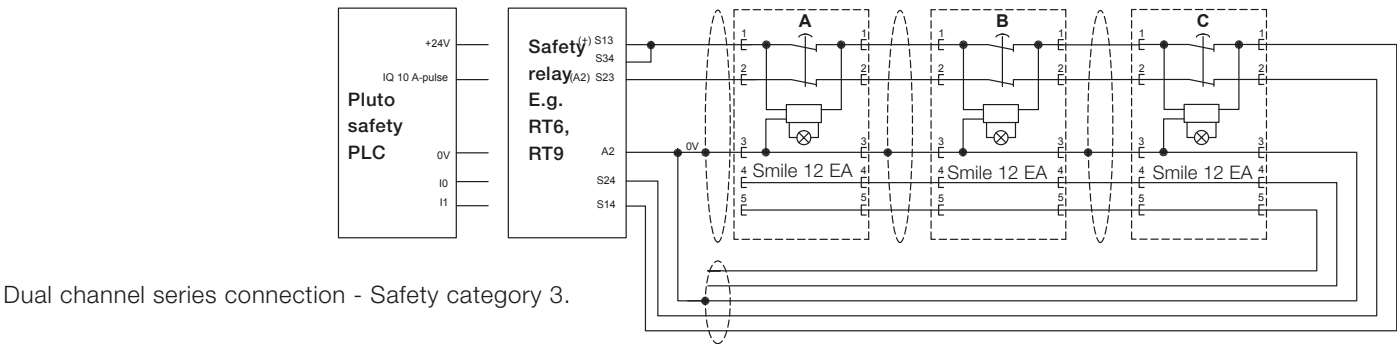 A
B
C
1 1 1 1 1 1
+24V
Safety (+) S13
S34
2 2 2 2 2 2
IQ 10 A-pulse
relay (A2) S23
Pluto
safety
PLC
E.g.
RT6,
RT9
0V
A2
0V
3 3 3 3 3 3
Smile 12 EA
Smile 12 EA
Smile 12 EA
I0
S24
4 4 4 4 4 4
I1
S14
5 5 5 5 5 5
Dual channel series connection - Safety category 3.